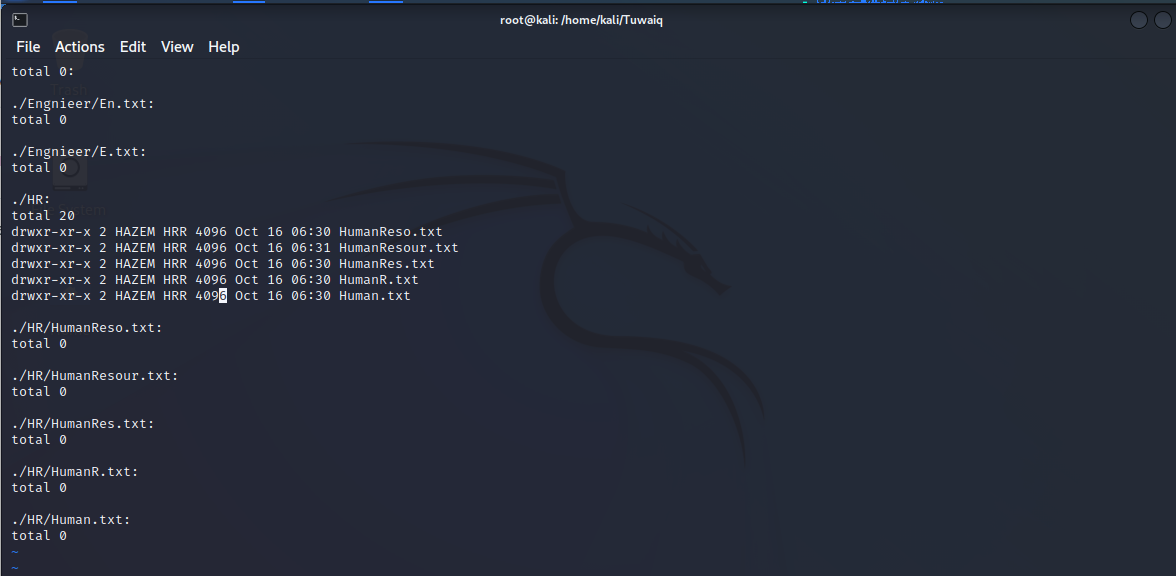 root@kali: /home/kali/Tuwaiq
File Actions Edit View Help
total 0:
./Engnieer/En.txt:
total 0
./Engnieer/E.txt:
total 0
./HR:
total 20
drwxr-xr-x 2 HAZEM HRR 4096 Oct 16 06:30 HumanReso.txt
drwxr-xr-x 2 HAZEM HRR 4096 Oct 16 06:31 HumanResour.txt
drwxr-xr-x 2 HAZEM HRR 4096 Oct 16 06:30 HumanRes.txt
drwxr-xr-x 2 HAZEM HRR 4096 Oct 16 06:30 HumanR.txt
drwxr-xr-x 2 HAZEM HRR 4096 Oct 16 06:30 Human.txt
./HR/HumanReso.txt:
total 0
./HR/HumanResour.txt:
total 0
./HR/HumanRes.txt:
total 0
./HR/HumanR.txt:
total 0
./HR/Human.txt:
total 0
~
~